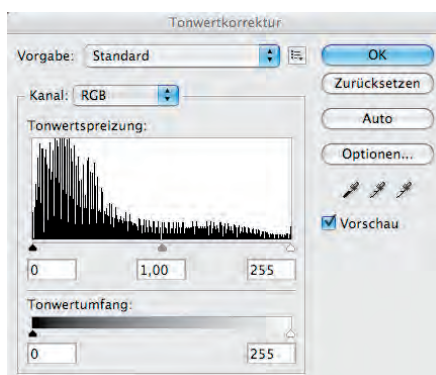 Tonwertkorrektur
Vorgabe: Standard
OK
Zurücksetzen
Kanal: RGB
Auto
Tonwertspreizung:
Optionen...
Vorschau
0 1,00 255
Tonwertumfang:
0 255